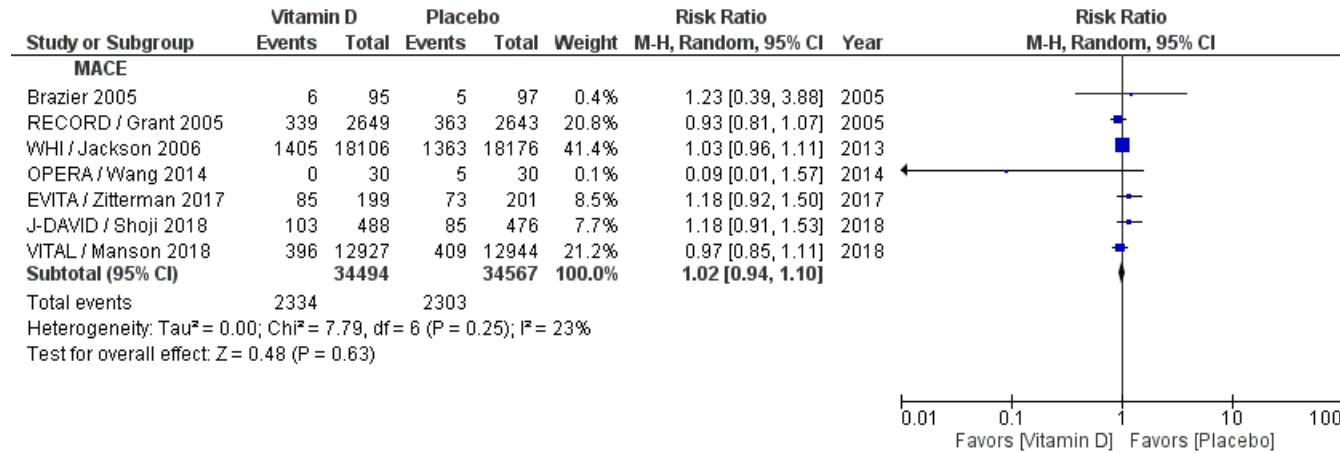 Vitamin D Placebo Risk Ratio Risk Ratio
Study or Subgroup Events Total Events Total Weight M-H, Random, 95% CI Year M-H, Random, 95% CI
MACE
Brazier 2005 6 95 5 97 0.4% 1.23 [0.39, 3.88] 2005
RECORD / Grant 2005 339 2649 363 2643 20.8% 0.93 [0.81, 1.07] 2005
WHI / Jackson 2006 1405 18106 1363 18176 41.4% 1.03 [0.96, 1.11] 2013
OPERA / Wang 2014 0 30 5 30 0.1% 0.09 [0.01, 1.57] 2014
EVITA / Zitterman 2017 85 199 73 201 8.5% 1.18 [0.92, 1.50] 2017
J-DAVID / Shoji 2018 103 488 85 476 7.7% 1.18 [0.91, 1.53] 2018
VITAL / Manson 2018 396 12927 409 12944 21.2% 0.97 [0.85, 1.11] 2018
Subtotal (95% CI) 34494 34567 100.0% 1.02 [0.94, 1.10]
Total events 2334 2303
Heterogeneity: Tau² = 0.00; Chi² = 7.79, df = 6 (P = 0.25); I² = 23%
Test for overall effect: Z = 0.48 (P = 0.63)
0.01 0.1 1 10 100
Favors [Vitamin D] Favors [Placebo]